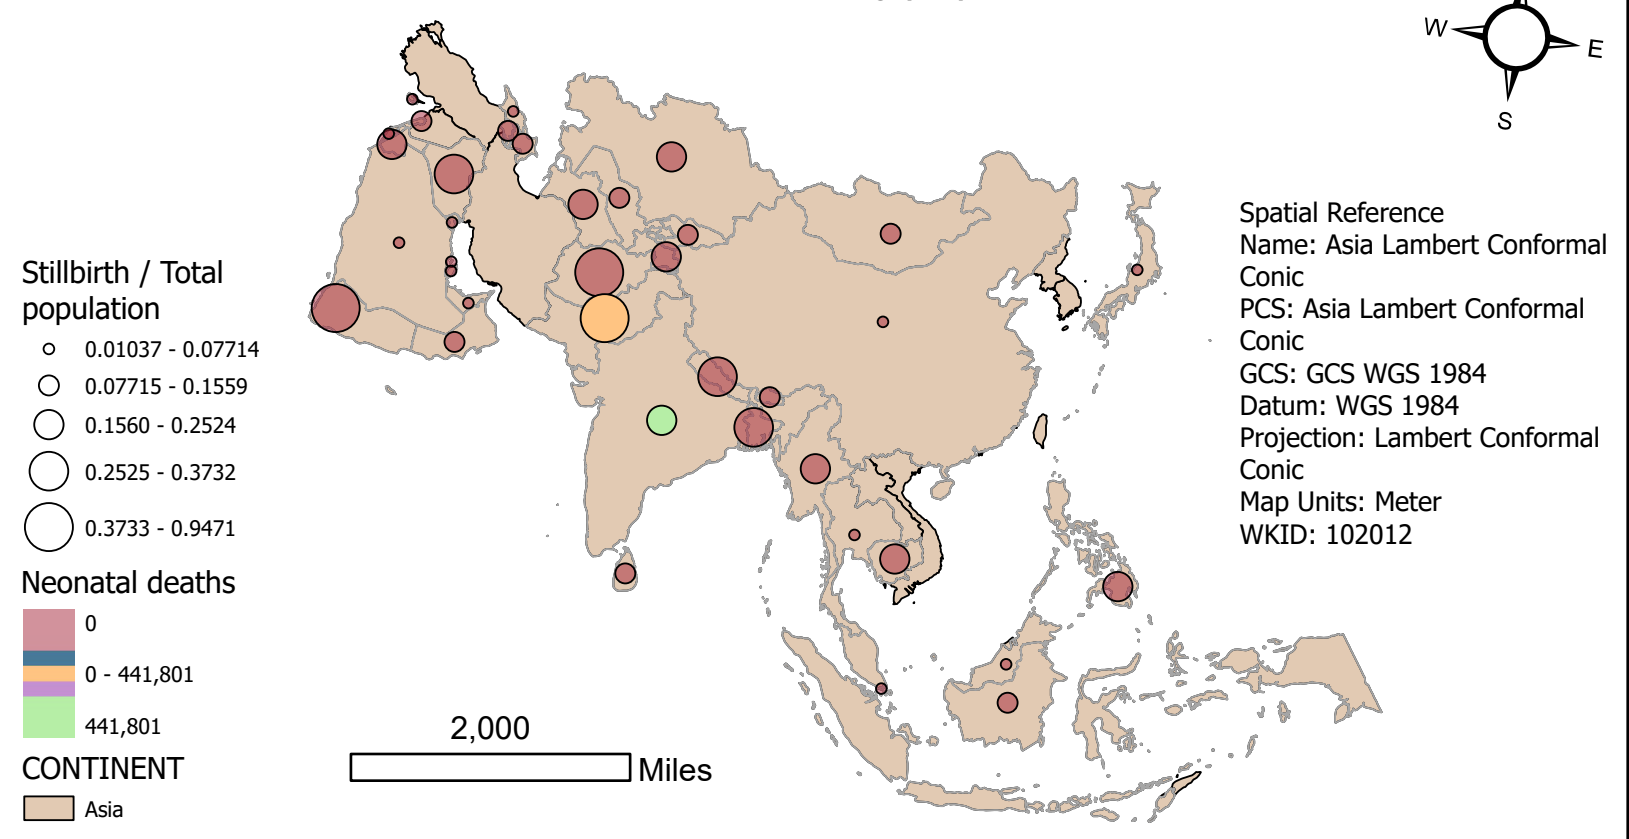 W
E
S
Stillbirth / Total
population
0.01037 - 0.07714
0.07715 - 0.1559
0.1560 - 0.2524
0.2525 - 0.3732
0.3733 - 0.9471
Neonatal deaths
0
0 - 441,801
441,801
CONTINENT
Asia
2,000
Miles
Spatial Reference
Name: Asia Lambert Conformal
Conic
PCS: Asia Lambert Conformal
Conic
GCS: GCS WGS 1984
Datum: WGS 1984
Projection: Lambert Conformal
Conic
Map Units: Meter
WKID: 102012